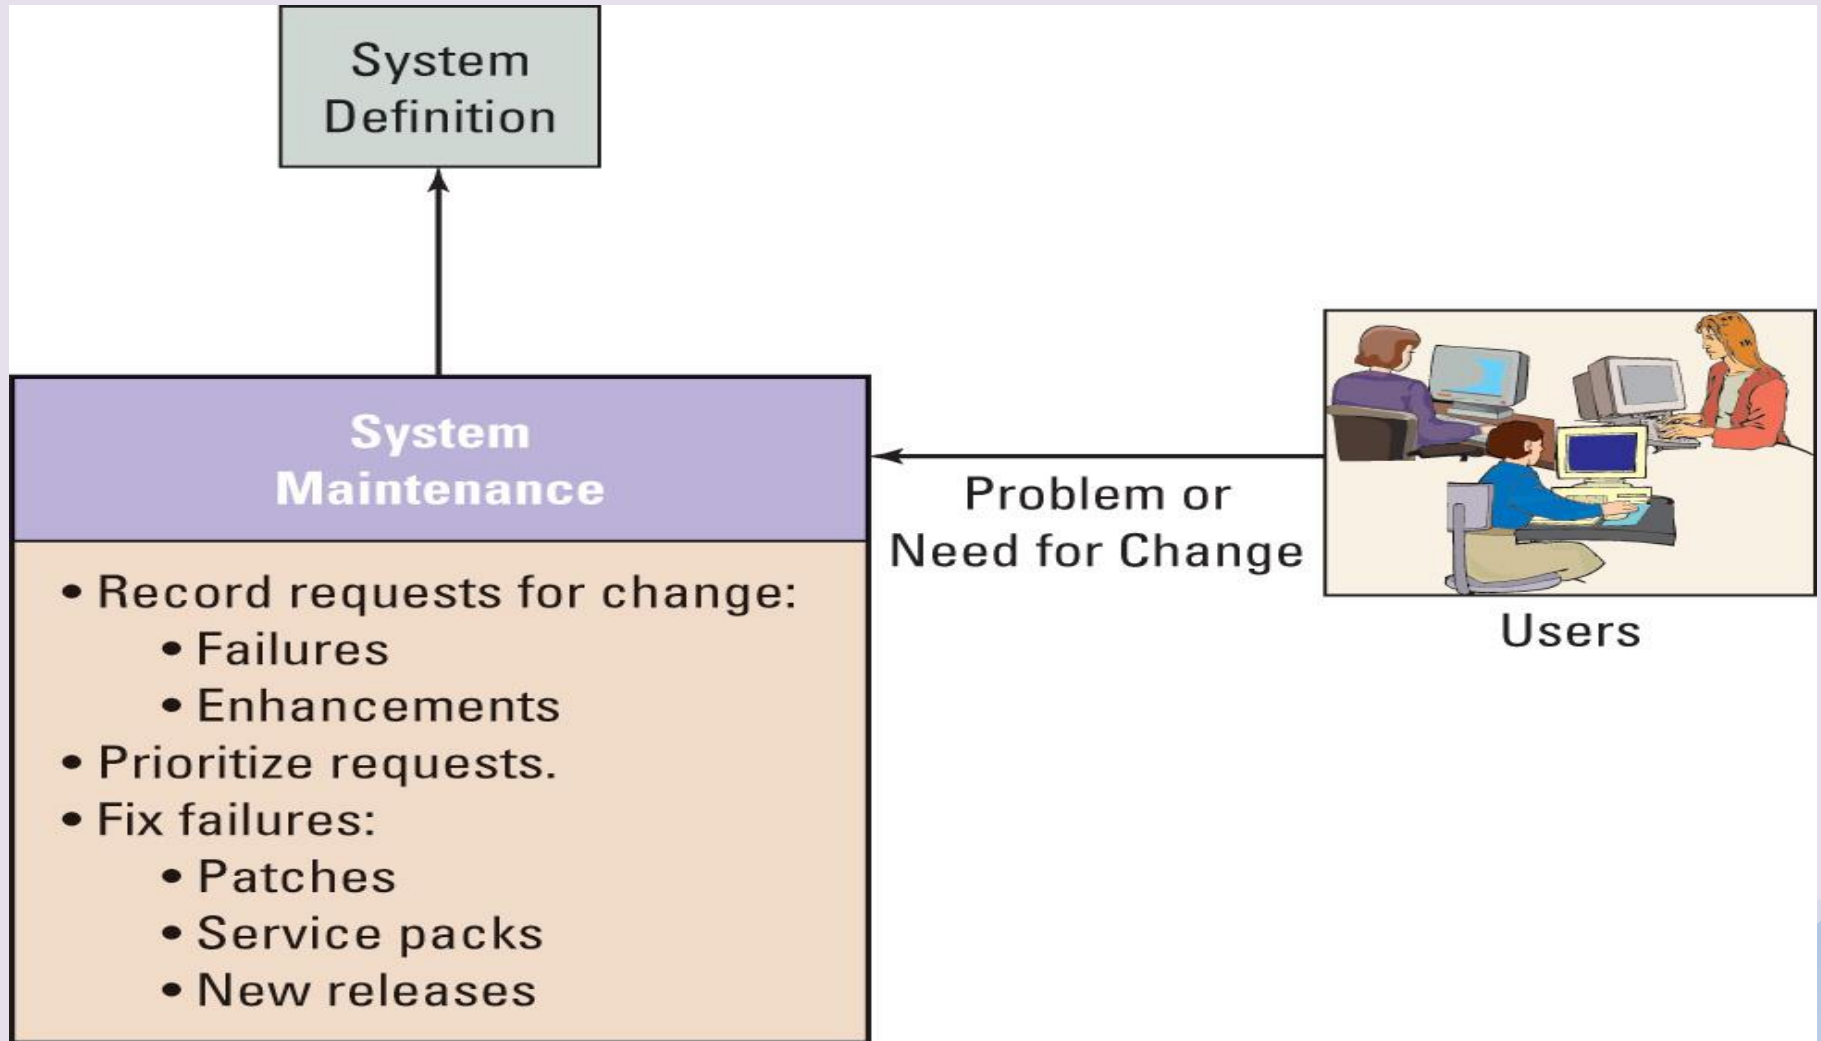 System
Definition
System
Maintenance
Problem or
Need for Change
Users
• Record requests for change:
• Failures
• Enhancements
• Prioritize requests.
• Fix failures:
• Patches
• Service packs
• New releases